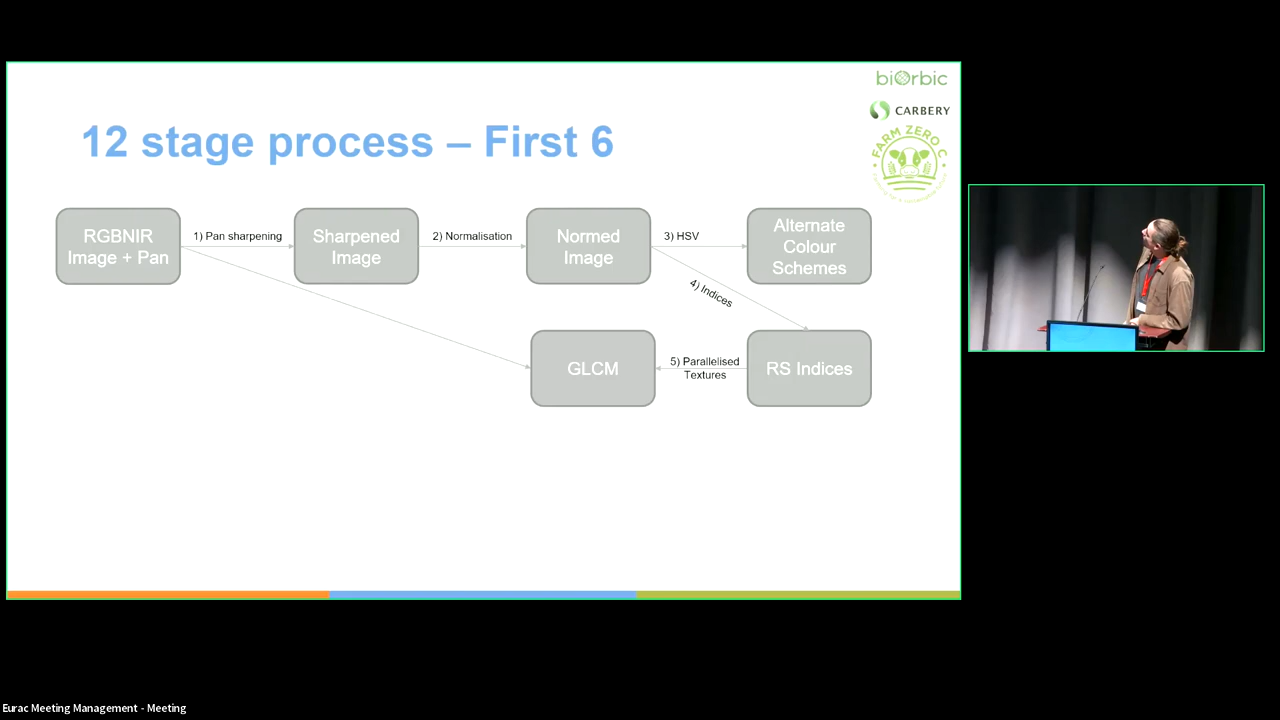 biOrbic
CARBERY
FARM ZERO C
12 stage process – First 6
RGBNIR
Image + Pan
1) Pan sharpening
Sharpened
Image
2) Normalisation
Normed
Image
3) HSV
Alternate
Colour
Schemes
4) Indices
GLCM
5) Parallelised
Textures
RS Indices
Eurac Meeting Management - Meeting